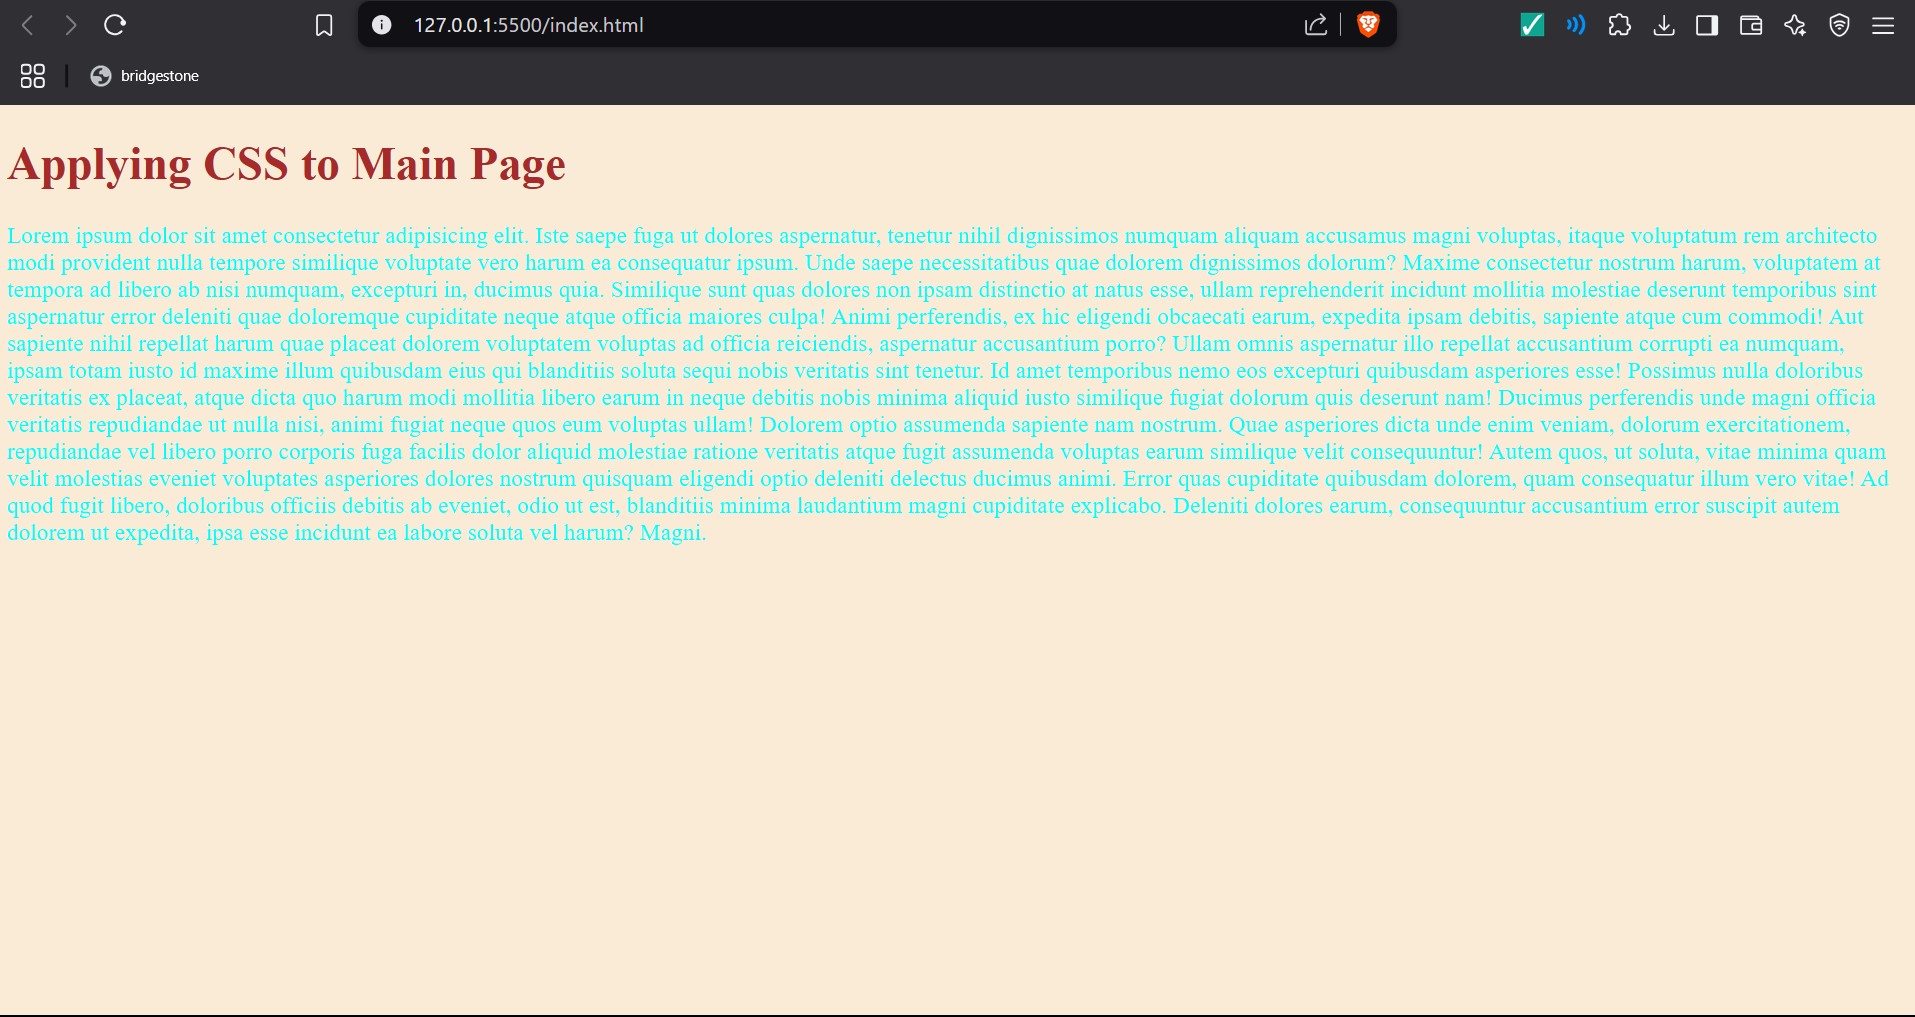 127.0.0.1:5500/index.html
bridgestone
Applying CSS to Main Page
Lorem ipsum dolor sit amet consectetur adipisicing elit. Iste saepe fuga ut dolores aspernatur, tenetur nihil dignissimos numquam aliquam accusamus magni voluptas, itaque voluptatum rem architecto
modi provident nulla tempore similique voluptate vero harum ea consequatur ipsum. Unde saepe necessitatibus quae dolorem dignissimos dolorum? Maxime consectetur nostrum harum, voluptatem at
tempora ad libero ab nisi numquam, excepturi in, ducimus quia. Similique sunt quas dolores non ipsam distinctio at natus esse, ullam reprehenderit incidunt mollitia molestiae deserunt temporibus sint
aspernatur error deleniti quae doloremque cupiditate neque atque officia maiores culpa! Animi perferendis, ex hic eligendi obcaecati earum, expedita ipsam debitis, sapiente atque cum commodi! Aut
sapiente nihil repellat harum quae placeat dolorem voluptatem voluptas ad officia reiciendis, aspernatur accusantium porro? Ullam omnis aspernatur illo repellat accusantium corrupti ea numquam,
ipsam totam iusto id maxime illum quibusdam eius qui blanditiis soluta sequi nobis veritatis sint tenetur. Id amet temporibus nemo eos excepturi quibusdam asperiores esse! Possimus nulla doloribus
veritatis ex placeat, atque dicta quo harum modi mollitia libero earum in neque debitis nobis minima aliquid iusto similique fugiat dolorum quis deserunt nam! Ducimus perferendis unde magni officia
veritatis repudiandae ut nulla nisi, animi fugiat neque quos eum voluptas ullam! Dolorem optio assumenda sapiente nam nostrum. Quae asperiores dicta unde enim veniam, dolorum exercitationem,
repudiandae vel libero porro corporis fuga facilis dolor aliquid molestiae ratione veritatis atque fugit assumenda voluptas earum similique velit consequuntur! Autem quos, ut soluta, vitae minima quam
velit molestias eveniet voluptates asperiores dolores nostrum quisquam eligendi optio deleniti delectus ducimus animi. Error quas cupiditate quibusdam dolorem, quam consequatur illum vero vitae! Ad
quod fugit libero, doloribus officiis debitis ab eveniet, odio ut est, blanditiis minima laudantium magni cupiditate explicabo. Deleniti dolores earum, consequuntur accusantium error suscipit autem
dolorem ut expedita, ipsa esse incidunt ea labore soluta vel harum? Magni.